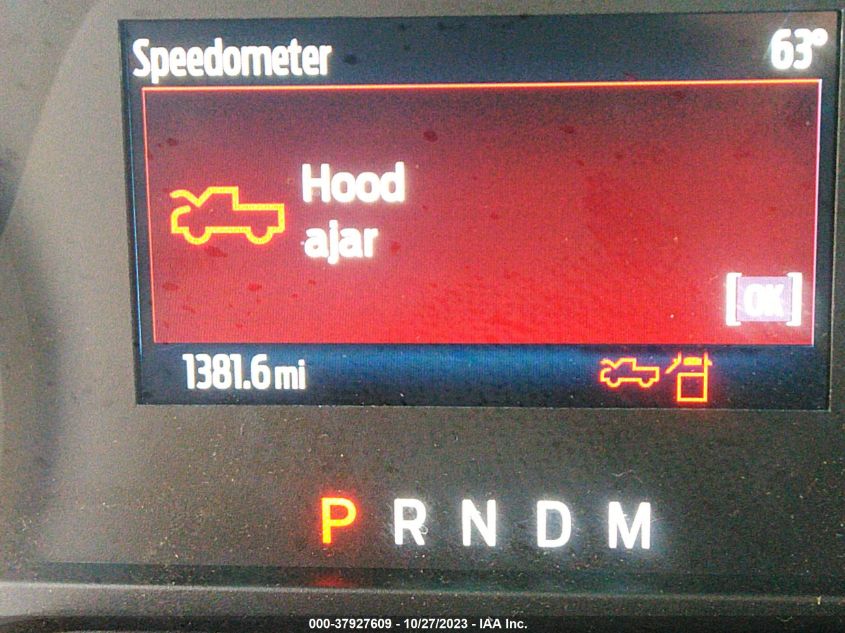 Speedometer 63°
Hood
ajar
[OK]
1381.6 mi
P R N D M
000-37927609 - 10/27/2023 - IAA Inc.